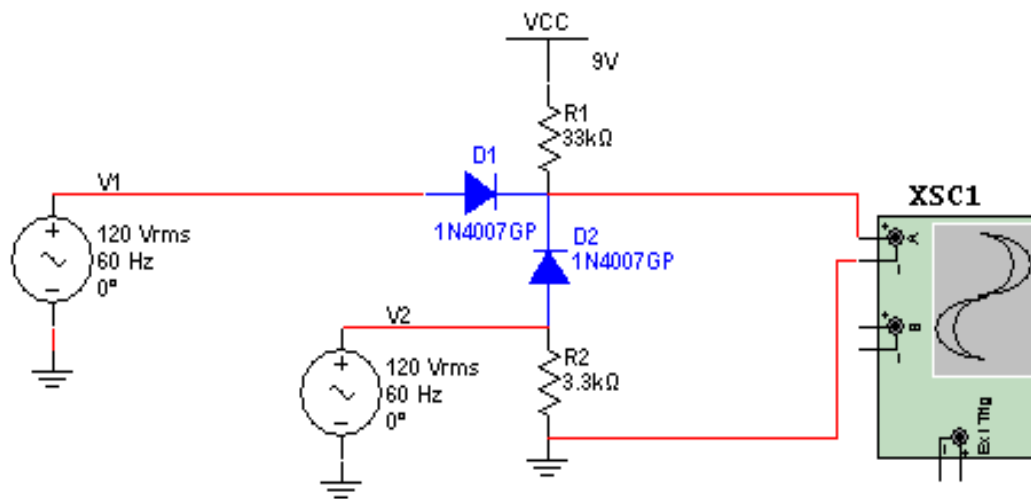 VCC
9V
R1
33kΩ
D1
1N4007GP
V1
120 Vrms
60 Hz
0°
D2
1N4007GP
V2
120 Vrms
60 Hz
0°
R2
3.3kΩ
XSC1
A
B
Ext Trig